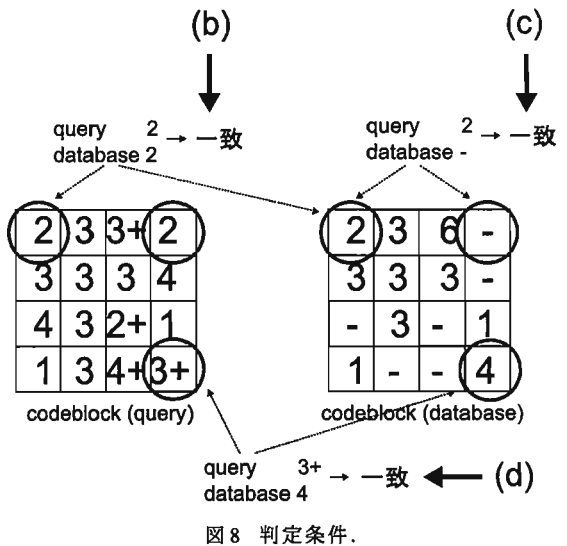 (b)
(c)
query 2 → 一致
database 2
query 2 → 一致
database -
2 3 3+ 2
3 3 3 4
4 3 2+ 1
1 3 4+ 3+
codeblock (query)
2 3 6 -
3 3 3 -
- 3 - 1
1 - - 4
codeblock (database)
query 3+ → 一致
database 4
(d)
図8 判定条件.